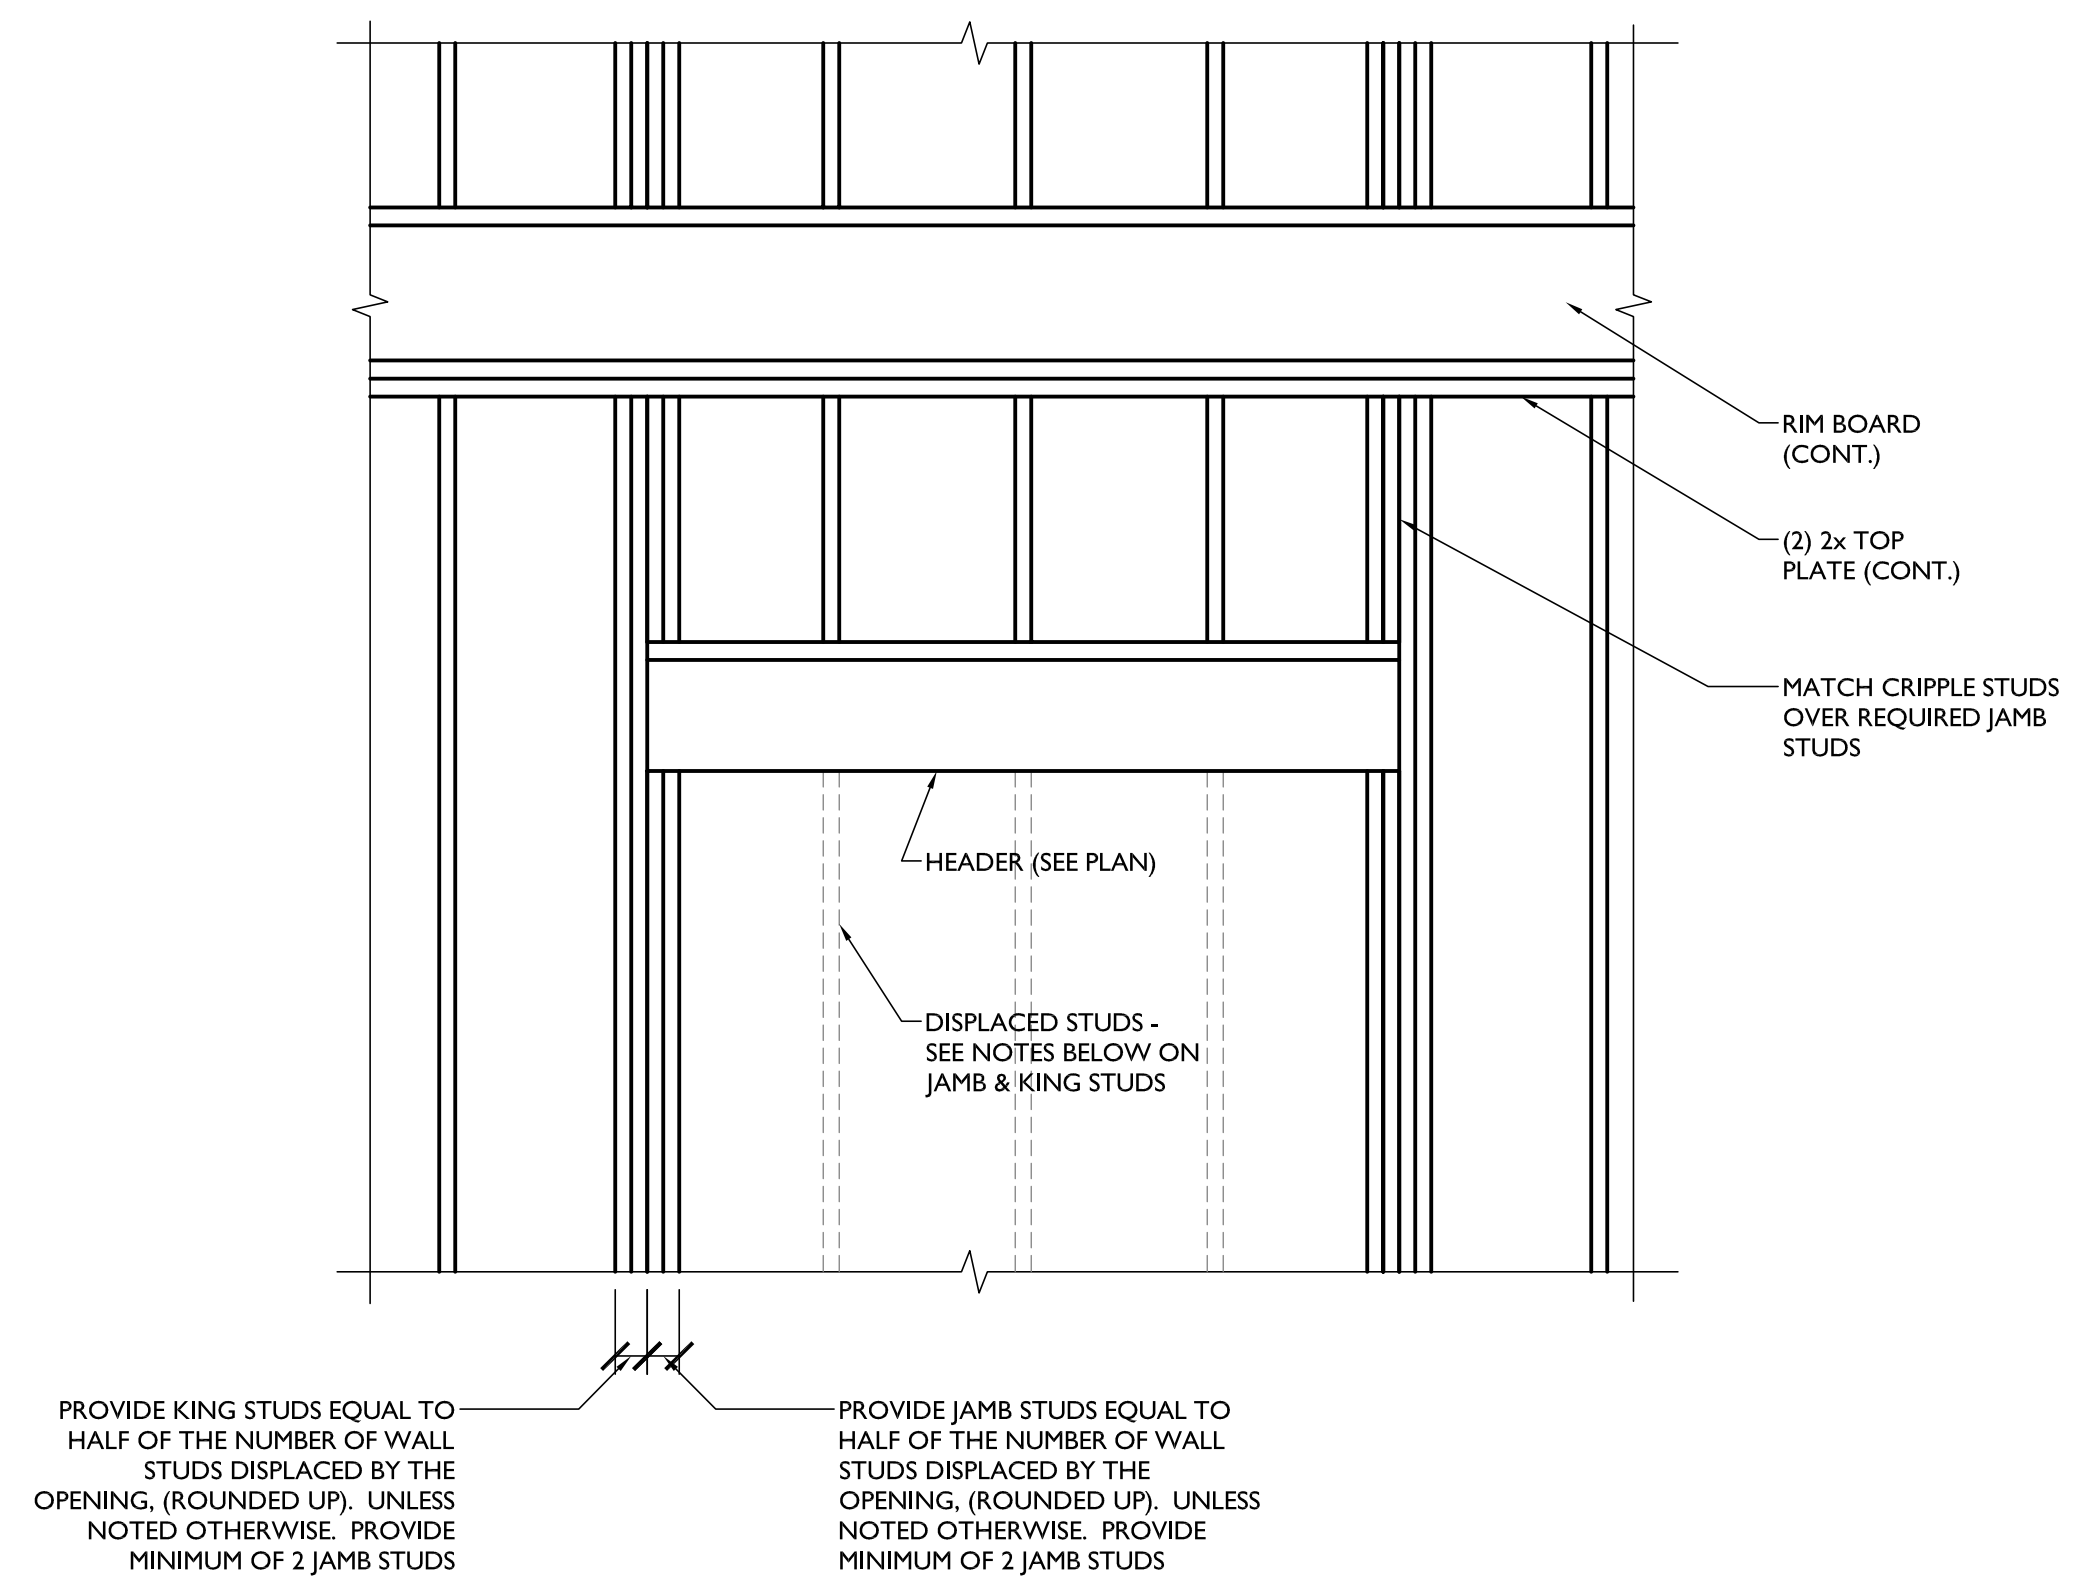 RIM BOARD
(CONT.)
(2) 2x TOP
PLATE (CONT.)
MATCH CRIPPLE STUDS
OVER REQUIRED JAMB
STUDS
HEADER (SEE PLAN)
DISPLACED STUDS -
SEE NOTES BELOW ON
JAMB & KING STUDS
PROVIDE KING STUDS EQUAL TO
HALF OF THE NUMBER OF WALL
STUDS DISPLACED BY THE
OPENING, (ROUNDED UP). UNLESS
NOTED OTHERWISE. PROVIDE
MINIMUM OF 2 JAMB STUDS
PROVIDE JAMB STUDS EQUAL TO
HALF OF THE NUMBER OF WALL
STUDS DISPLACED BY THE
OPENING, (ROUNDED UP). UNLESS
NOTED OTHERWISE. PROVIDE
MINIMUM OF 2 JAMB STUDS